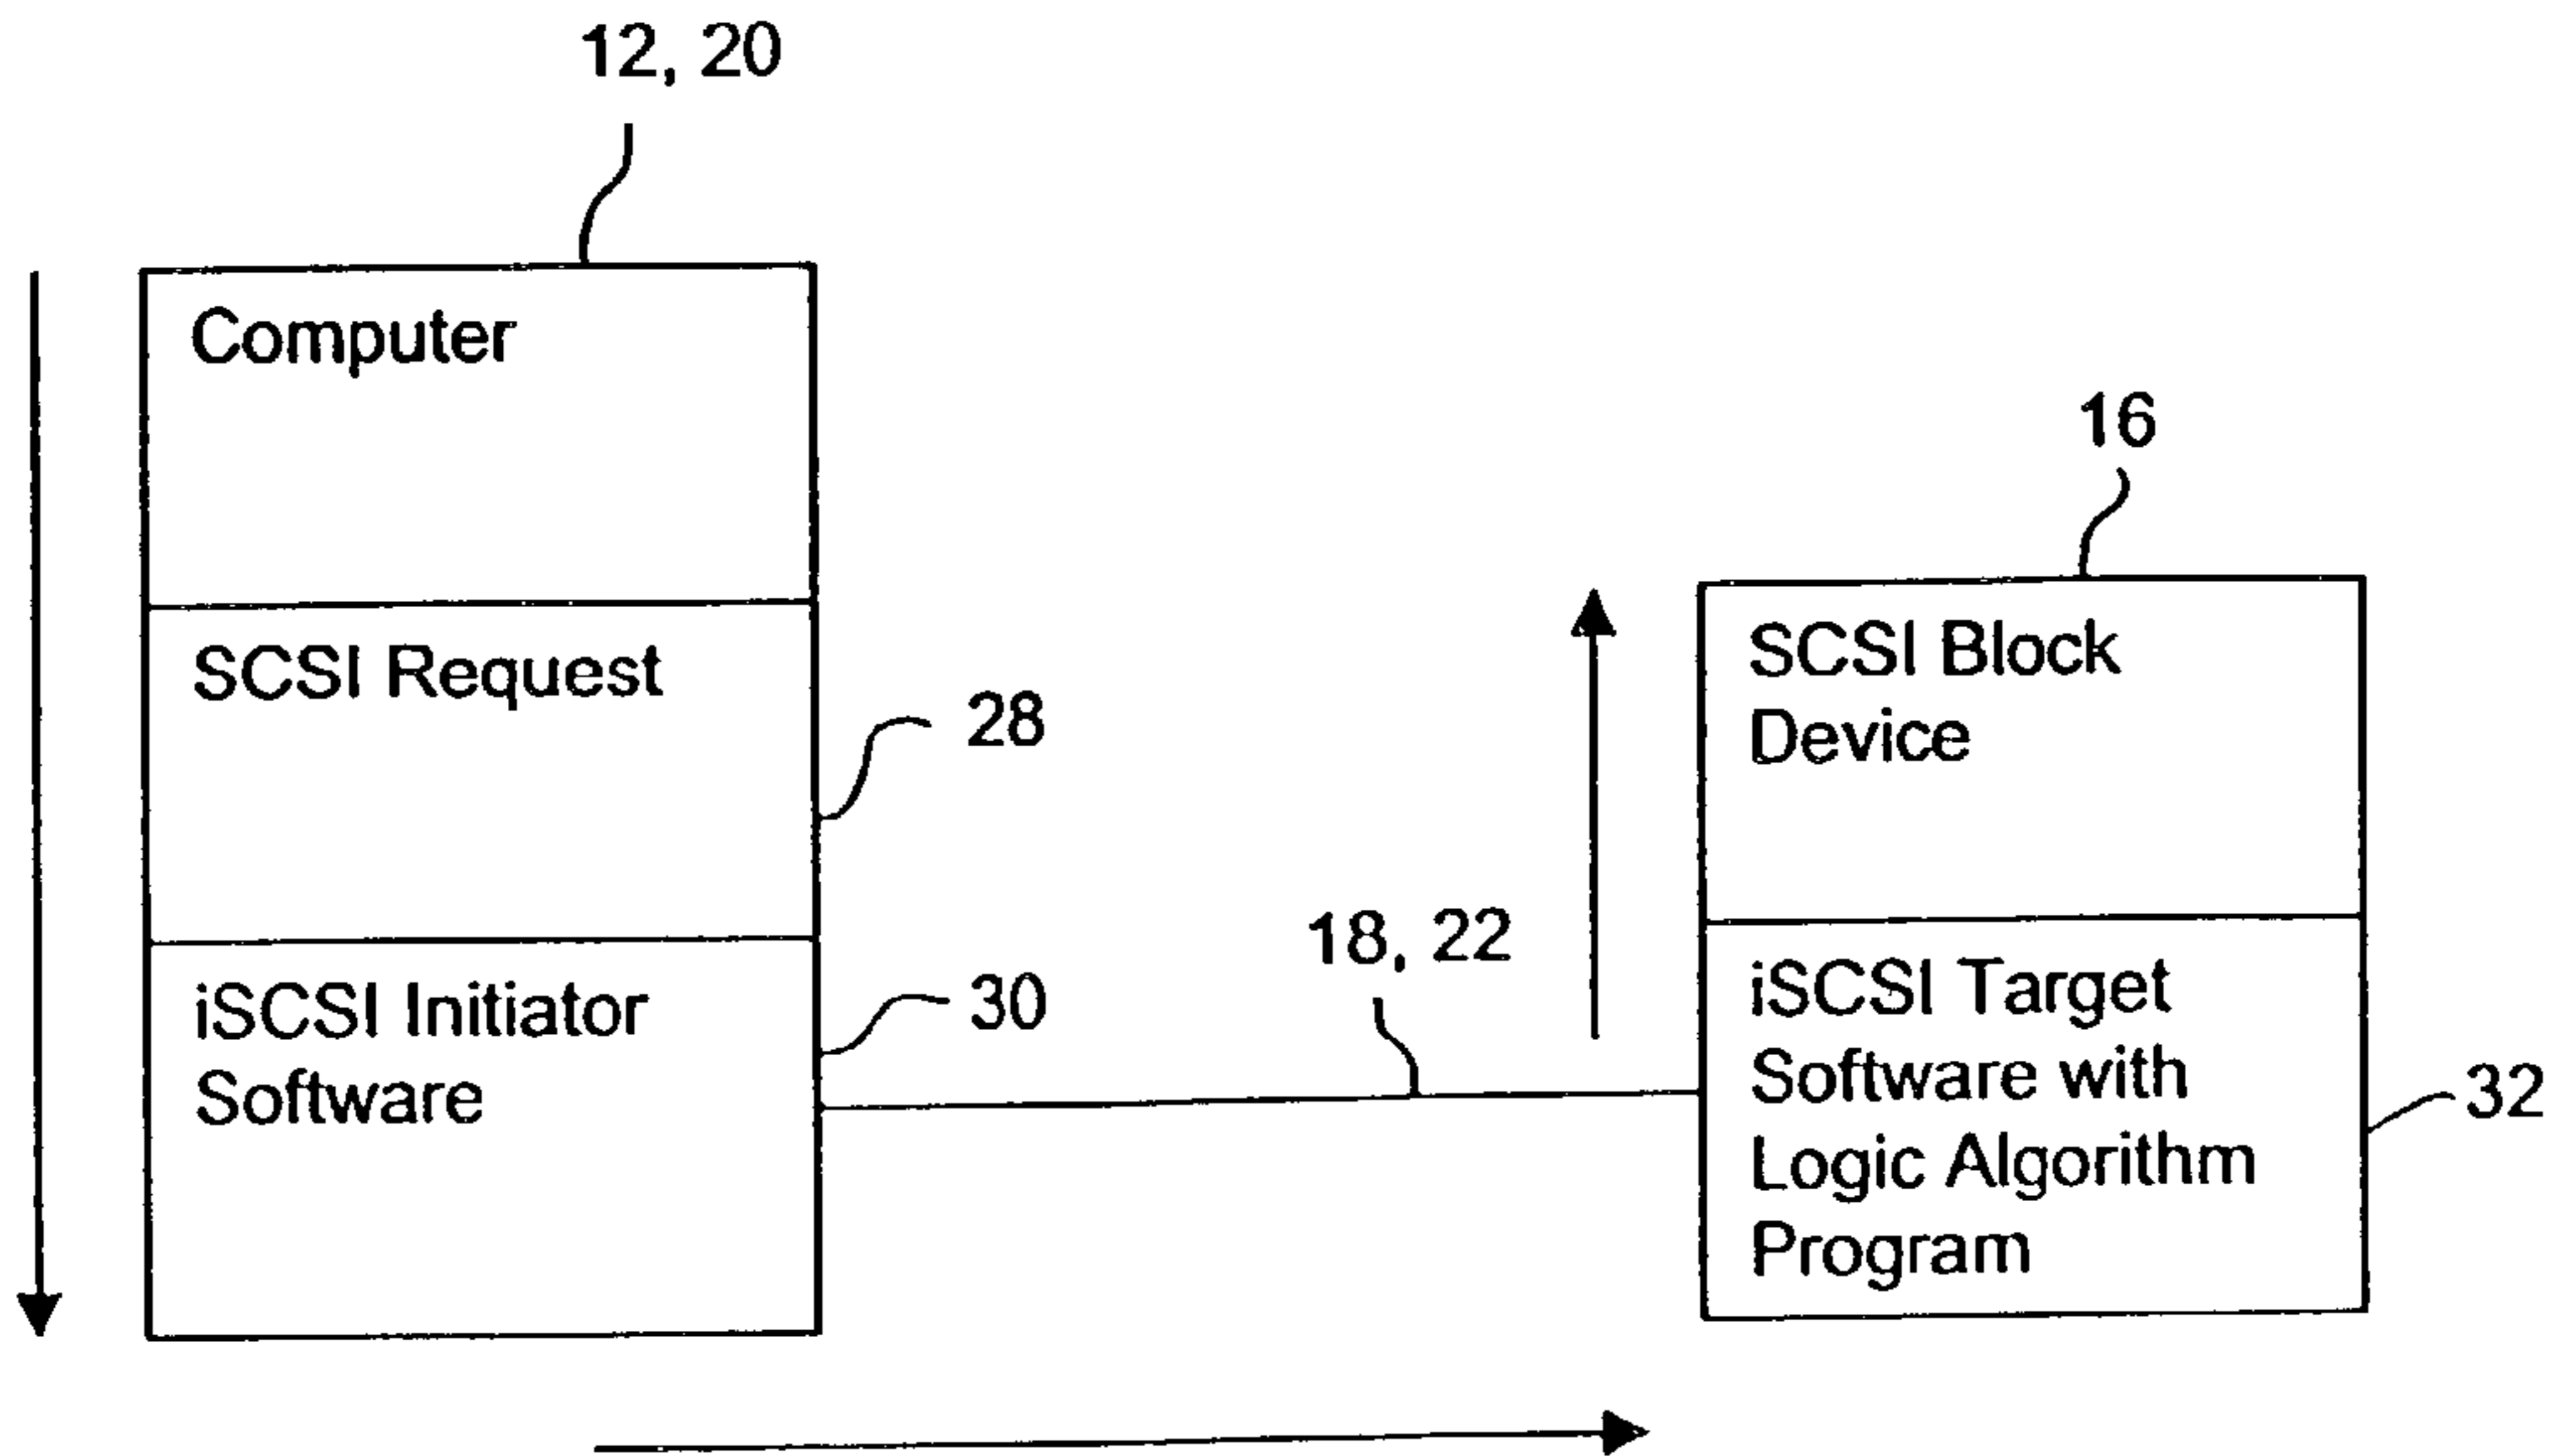 12, 20
Computer
SCSI Request
28
iSCSI Initiator
Software
30
18, 22
16
SCSI Block
Device
iSCSI Target
Software with
Logic Algorithm
Program
32